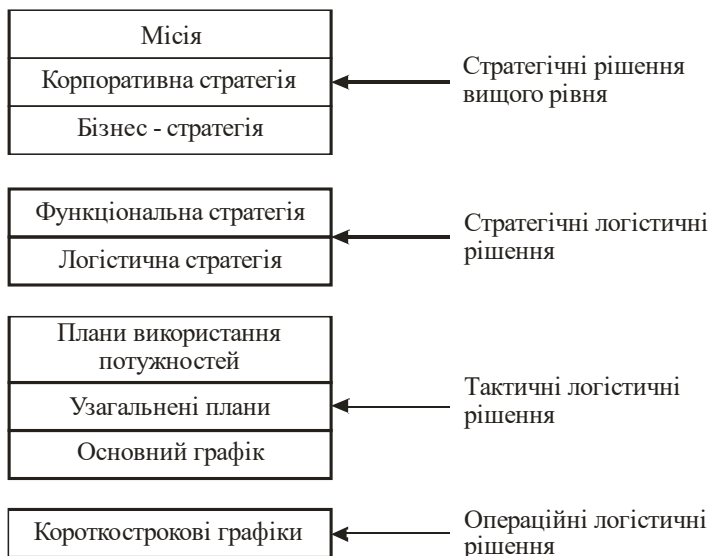 Місія
Корпоративна стратегія
Бізнес - стратегія
Стратегічні рішення
вищого рівня
Функціональна стратегія
Логістична стратегія
Стратегічні логістичні
рішення
Плани використання
потужностей
Узагальнені плани
Основний графік
Тактичні логістичні
рішення
Короткострокові графіки
Операційні логістичні
рішення